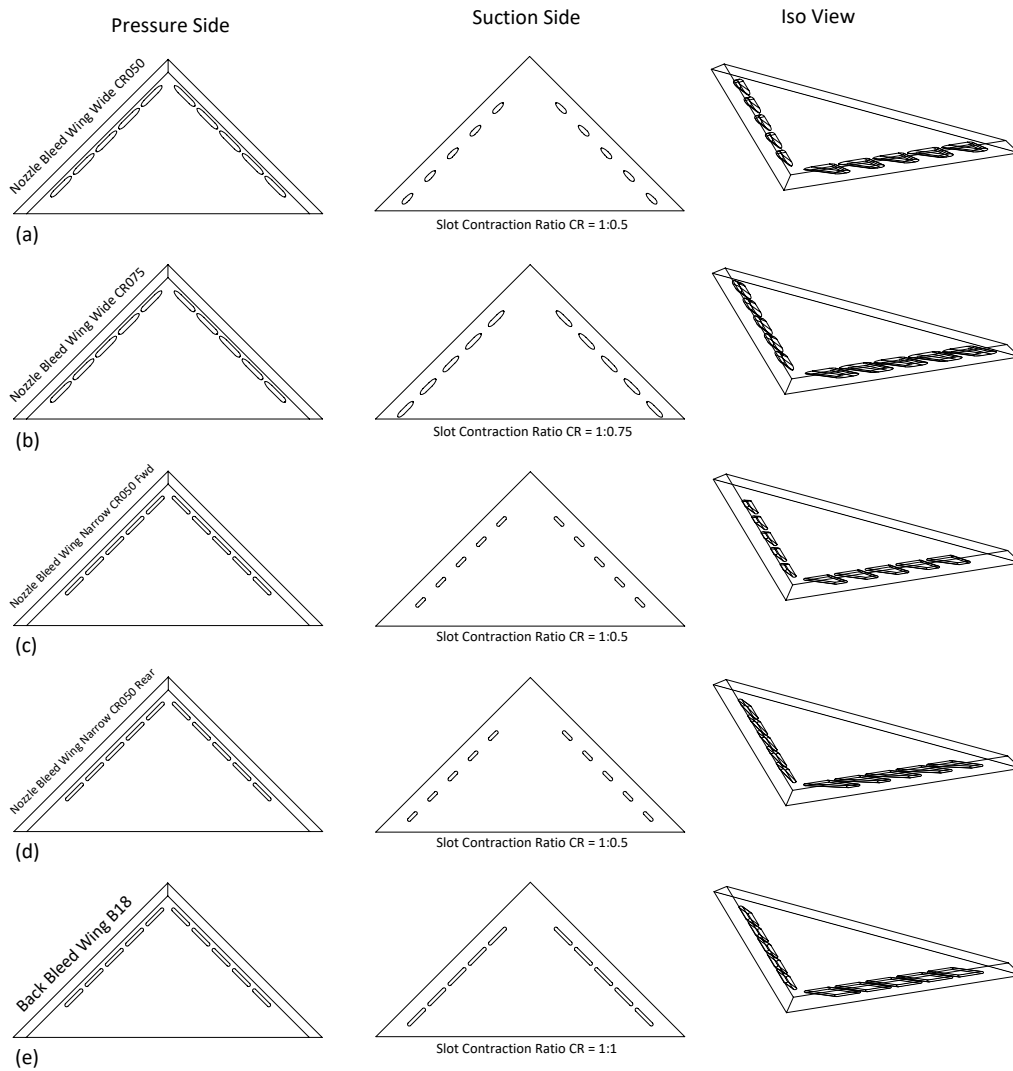 Pressure Side
Suction Side
Iso View
Nozzle Bleed Wing Wide CR050
Slot Contraction Ratio CR = 1:0.5
(a)
Nozzle Bleed Wing Wide CR075
Slot Contraction Ratio CR = 1:0.75
(b)
Nozzle Bleed Wing Narrow CR050 Fwd
Slot Contraction Ratio CR = 1:0.5
(c)
Nozzle Bleed Wing Narrow CR050 Rear
Slot Contraction Ratio CR = 1:0.5
(d)
Back Bleed Wing B18
Slot Contraction Ratio CR = 1:1
(e)